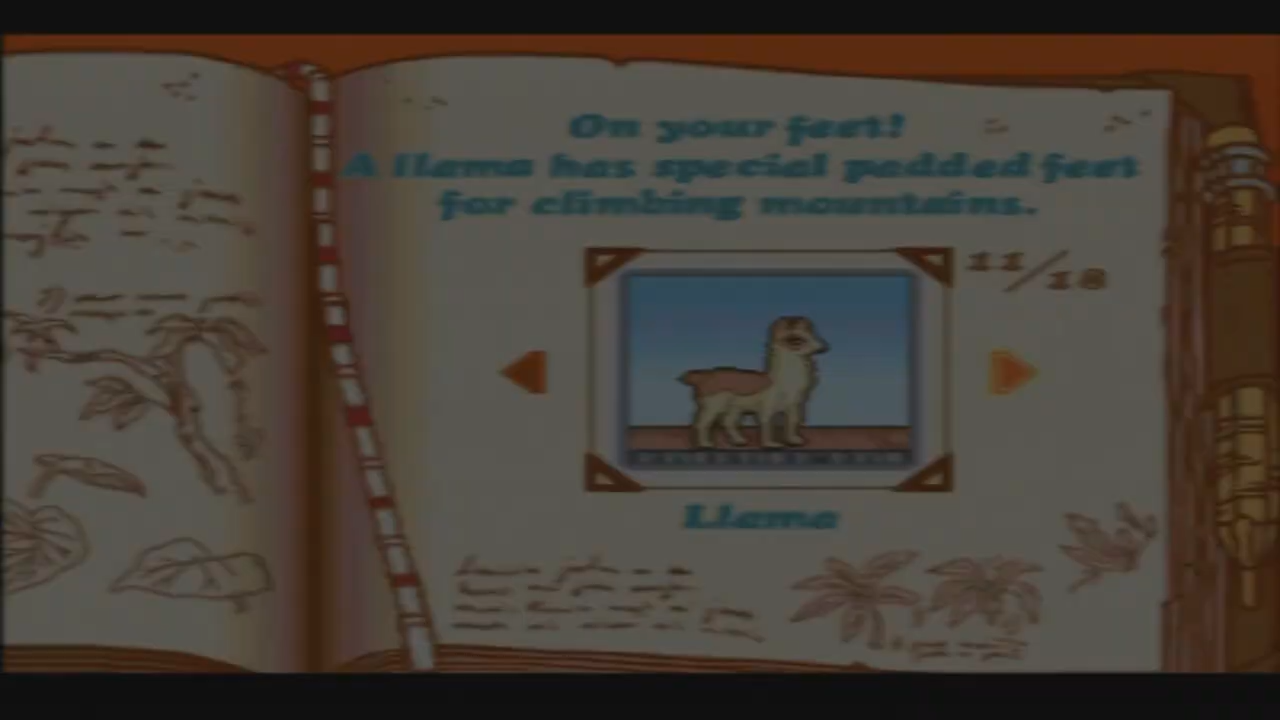 On your feet!
A llama has special padded feet
for climbing mountains.
11/18
Llama